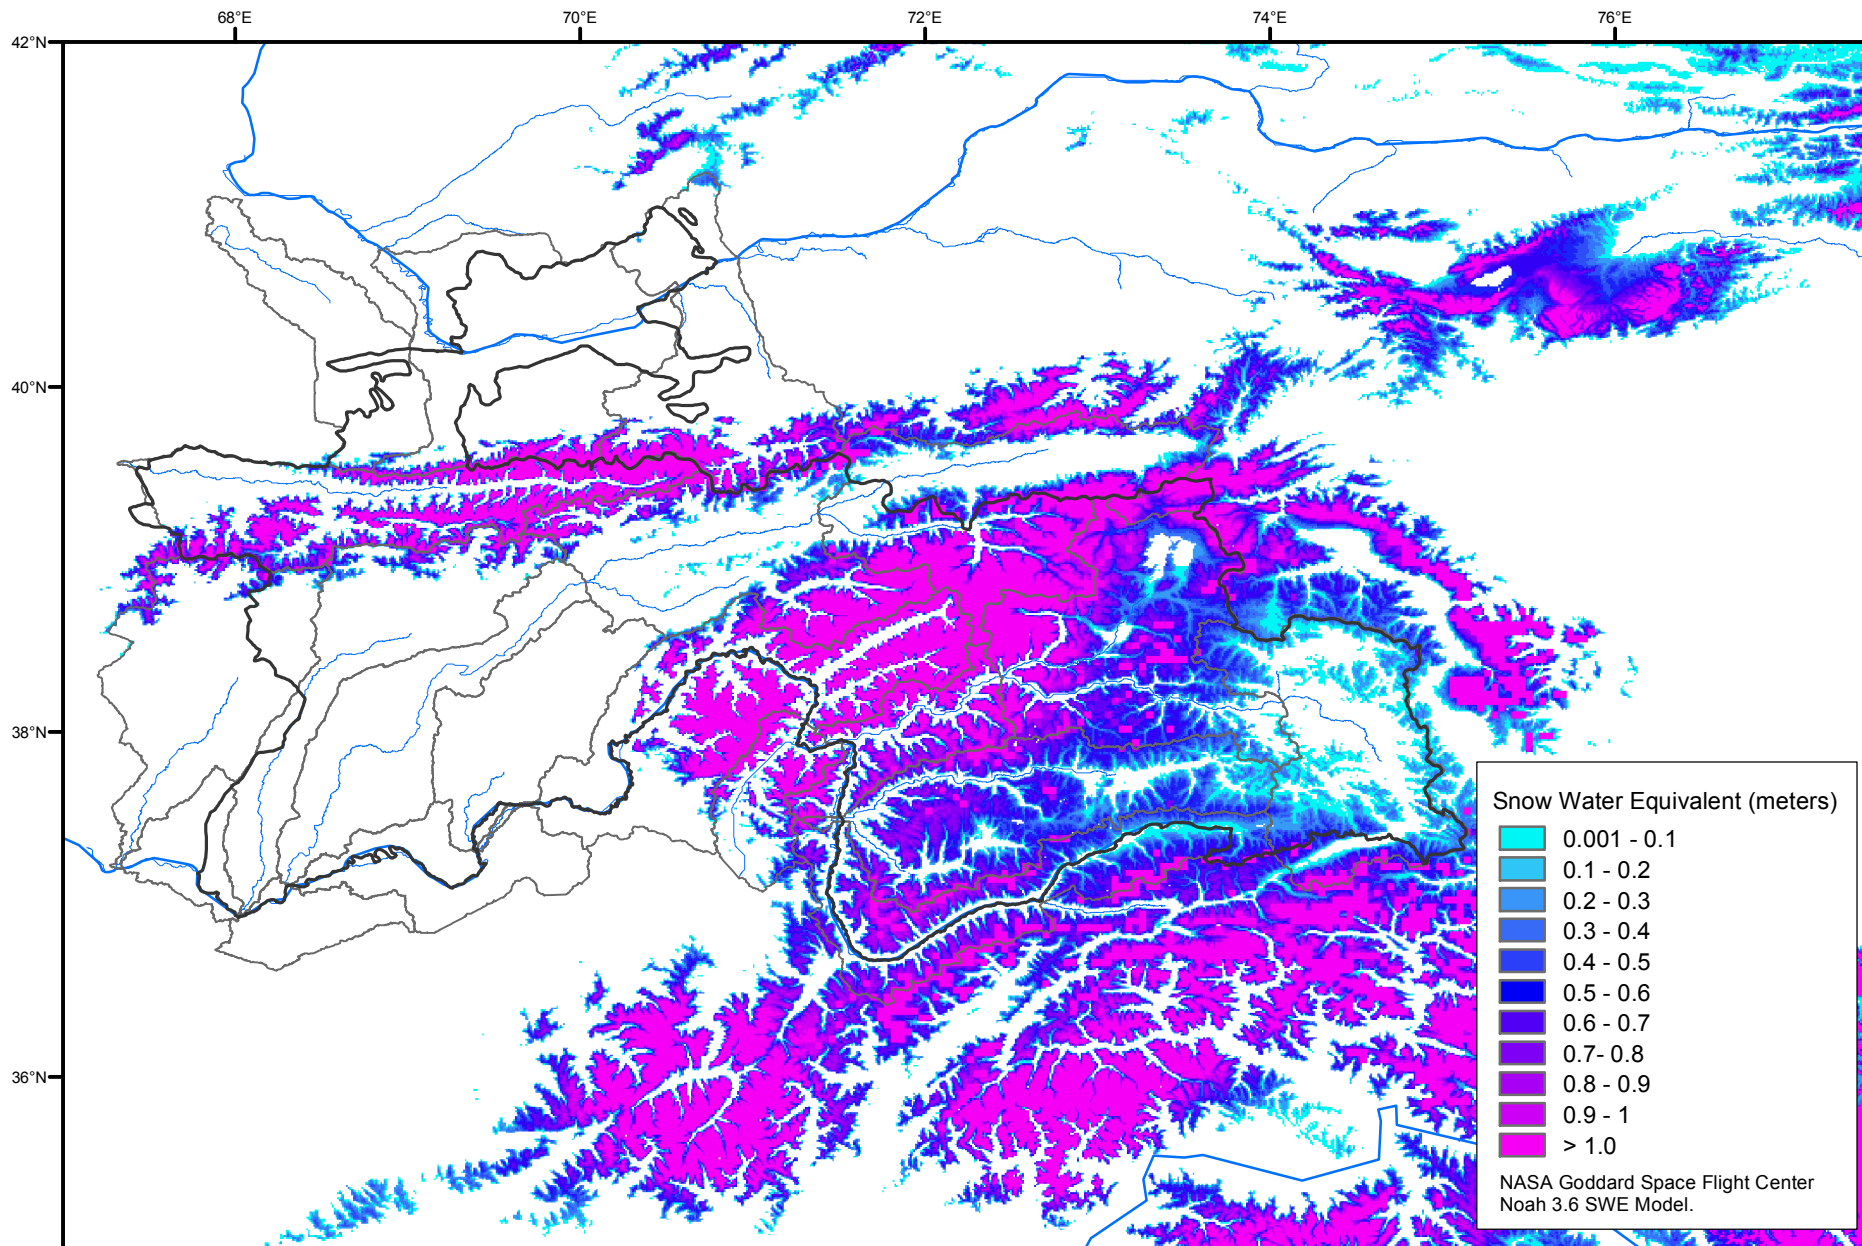 68°E 70°E 72°E 74°E 76°E
42°N
40°N
38°N
36°N
Snow Water Equivalent (meters)
0.001 - 0.1
0.1 - 0.2
0.2 - 0.3
0.3 - 0.4
0.4 - 0.5
0.5 - 0.6
0.6 - 0.7
0.7- 0.8
0.8 - 0.9
0.9 - 1
> 1.0
NASA Goddard Space Flight Center
Noah 3.6 SWE Model.